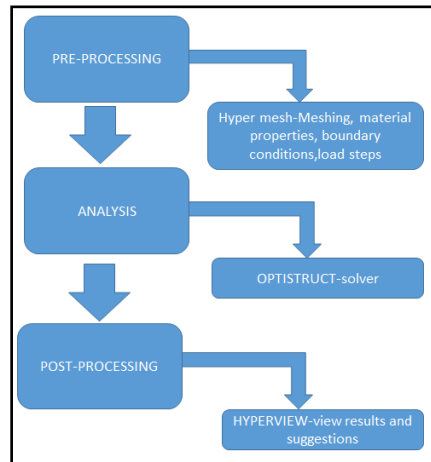 PRE-PROCESSING
Hyper mesh-Meshing, material
properties, boundary
conditions,load steps
ANALYSIS
OPTISTRUCT-solver
POST-PROCESSING
HYPERVIEW-view results and
suggestions